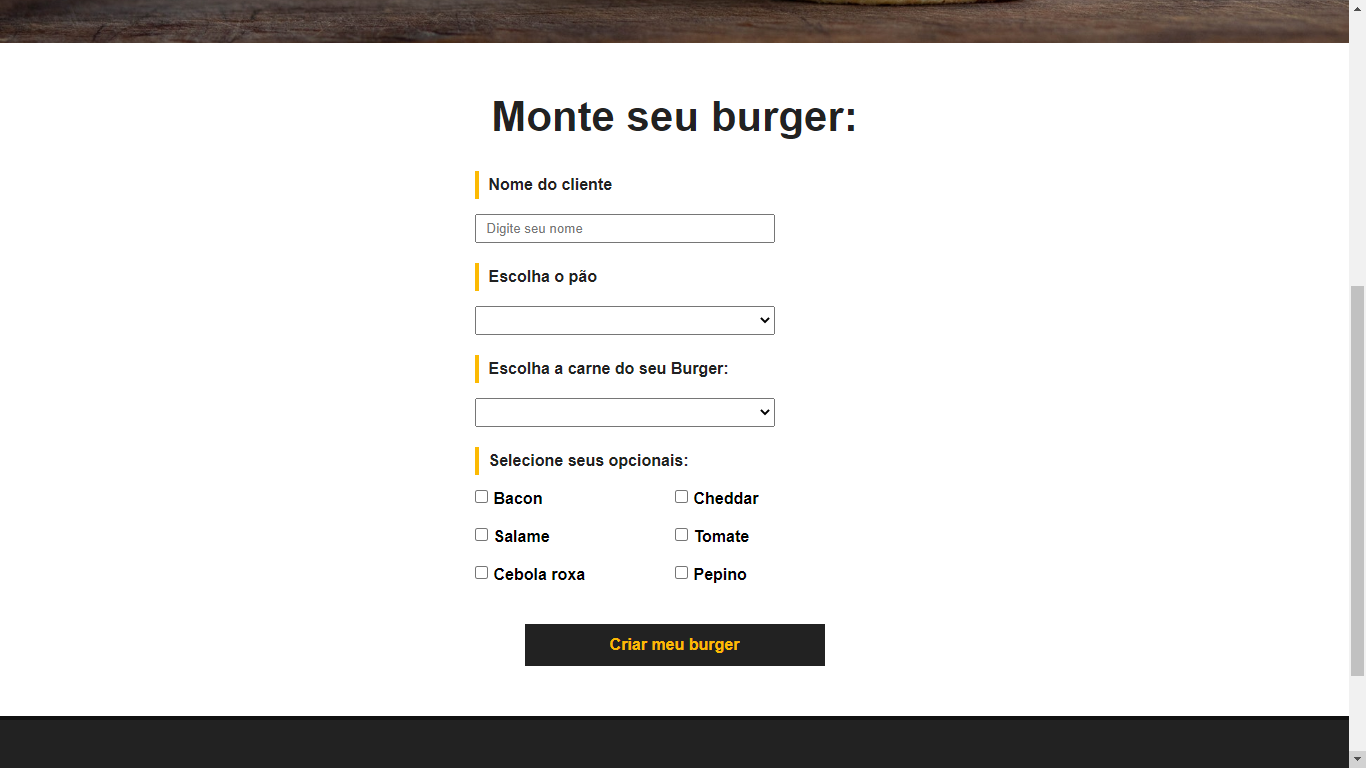 Monte seu burger:
Nome do cliente
Digite seu nome
Escolha o pão
Escolha a carne do seu Burger:
Selecione seus opcionais:
Bacon
Cheddar
Salame
Tomate
Cebola roxa
Pepino
Criar meu burger